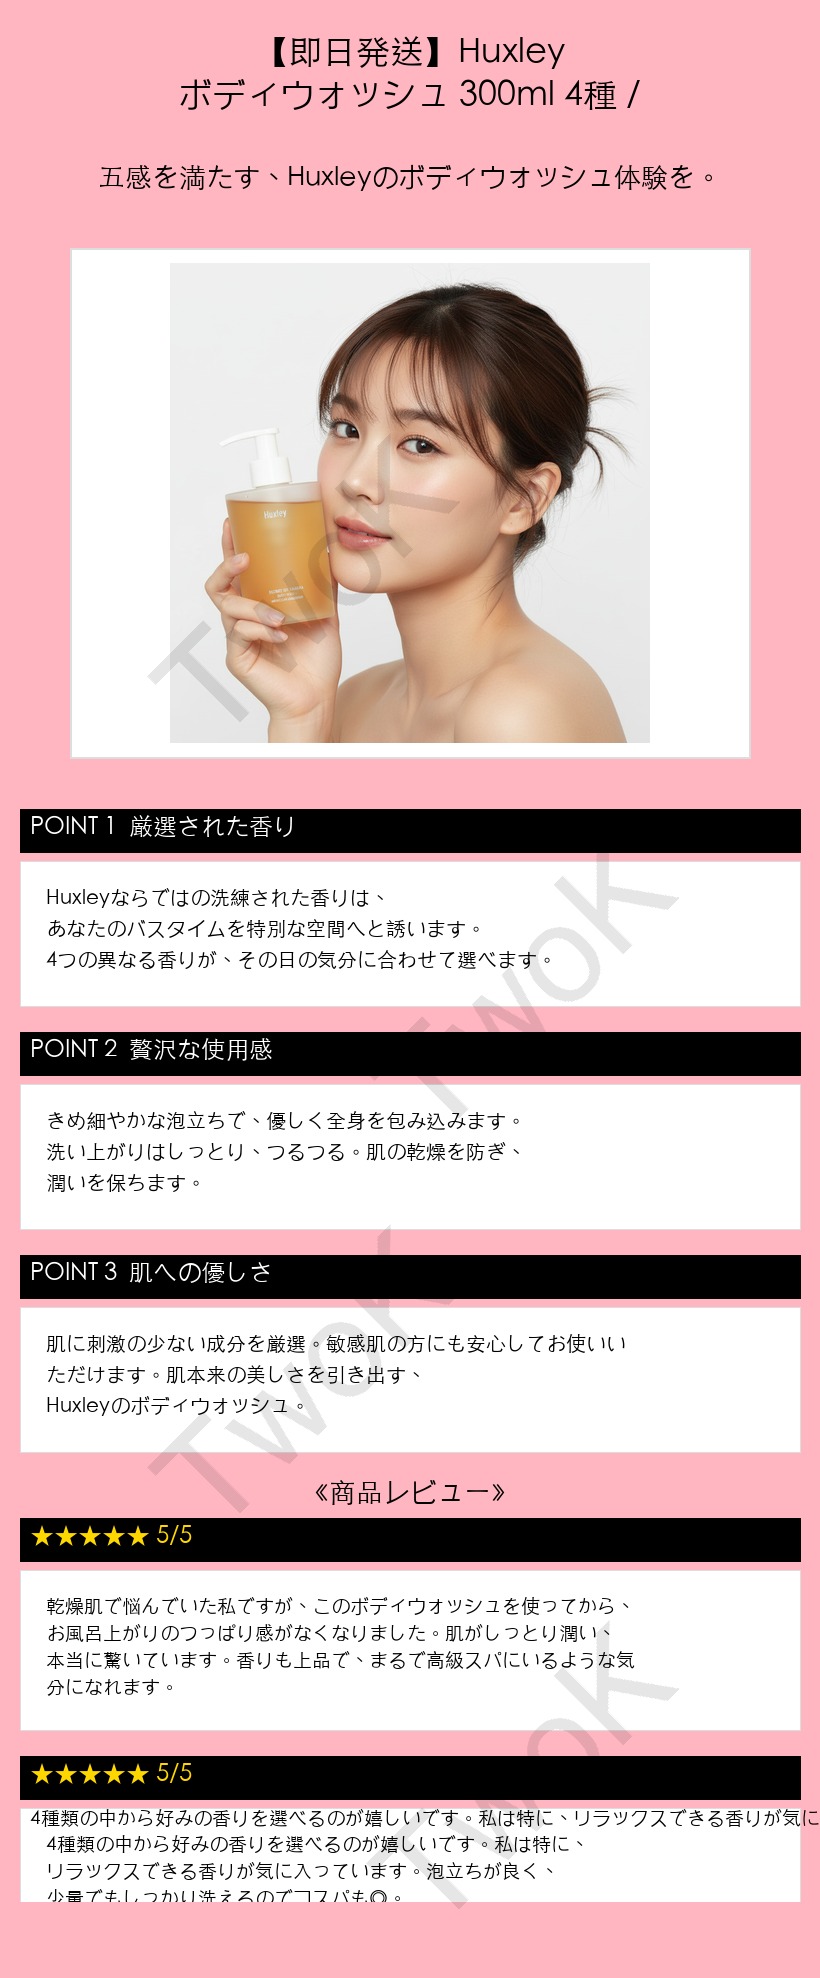 【即日発送】Huxley
ボディウォッシュ 300ml 4種 /
五感を満たす、Huxleyのボディウォッシュ体験を。
Huxley
TwoK
POINT 1 厳選された香り
Huxleyならではの洗練された香りは、
あなたのバスタイムを特別な空間へと誘います。
4つの異なる香りが、その日の気分に合わせて選べます。
TwoK
POINT 2 贅沢な使用感
きめ細やかな泡立ちで、優しく全身を包み込みます。
洗い上がりはしっとり、つるつる。肌の乾燥を防ぎ、
潤いを保ちます。
POINT 3 肌への優しさ
肌に刺激の少ない成分を厳選。敏感肌の方にも安心してお使いい
ただけます。肌本来の美しさを引き出す、
Huxleyのボディウォッシュ。
TwoK
《商品レビュー》
★★★★★ 5/5
乾燥肌で悩んでいた私ですが、このボディウォッシュを使ってから、
お風呂上がりのつっぱり感がなくなりました。肌がしっとり潤い、
本当に驚いています。香りも上品で、まるで高級スパにいるような気
分になれます。
TwoK
★★★★★ 5/5
4種類の中から好みの香りを選べるのが嬉しいです。私は特に、リラックスできる香りが気に
4種類の中から好みの香りを選べるのが嬉しいです。私は特に、
リラックスできる香りが気に入っています。泡立ちが良く、
少量でもしっかり洗えるのでコスパも◎。